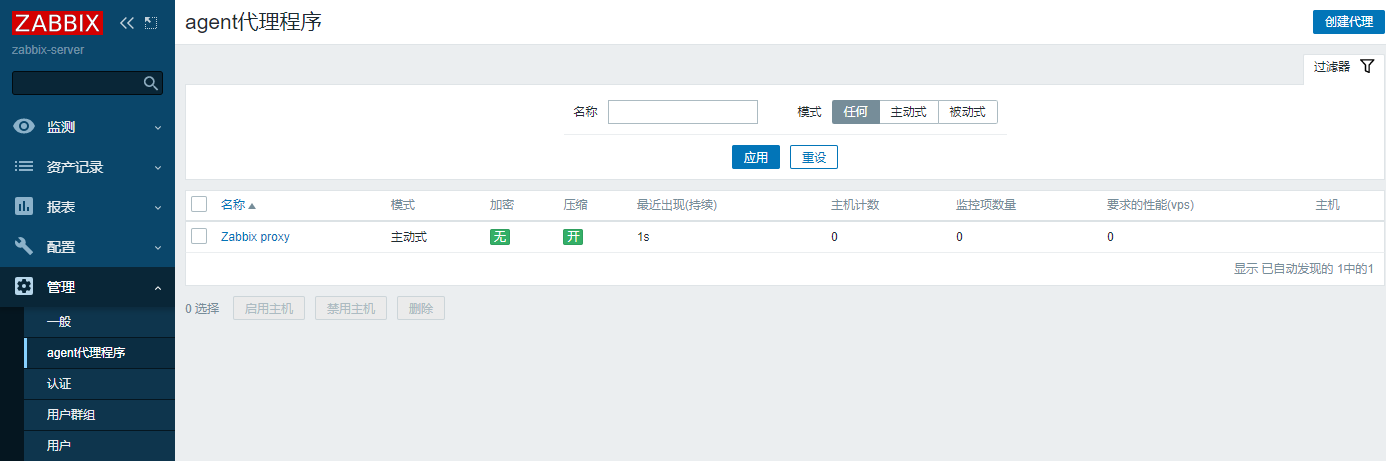 ZABBIX
zabbix-server
监测
资产记录
报表
配置
管理
一般
agent代理程序
认证
用户群组
用户
agent代理程序
创建代理
过滤器
名称 模式 任何 主动式 被动式
应用 重设
名称 模式 加密 压缩 最近出现(持续) 主机计数 监控项数量 要求的性能(vps) 主机
Zabbix proxy 主动式 无 开 1s 0 0 0
显示 已自动发现的 1中的1
0 选择 启用主机 禁用主机 删除